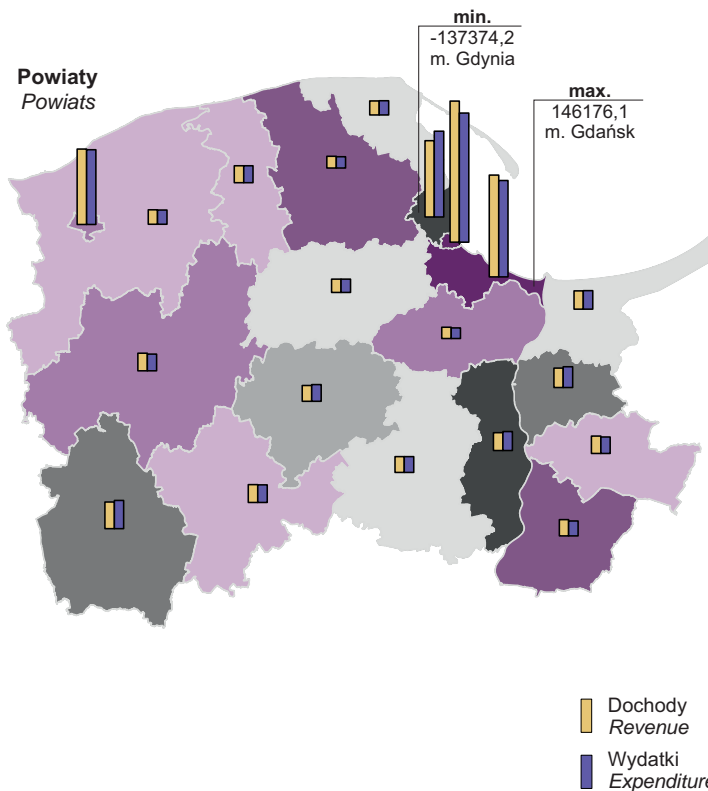 min.
-137374,2
m. Gdynia
Powiaty
Powiats
max.
146176,1
m. Gdańsk
Dochody
Revenue
Wydatki
Expenditure